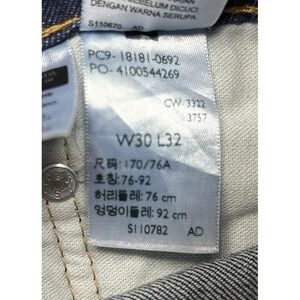 SEBELUM DICUCI
DENGAN WARNA SERUPA.
S110670 AD
PC9- 18181-0692
PO- 4100544269
CW- 3322
3757
W30 L32
尺码: 170/76A
호칭: 76-92
허리둘레: 76 cm
엉덩이둘레: 92 cm
S110782 AD